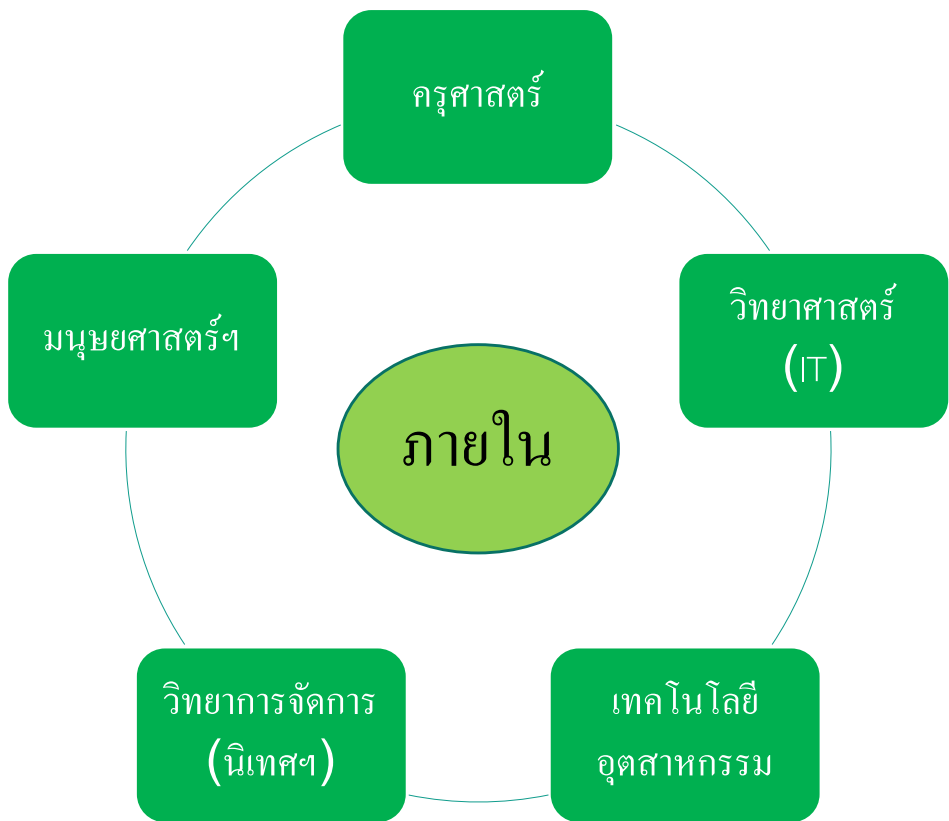 ครุศาสตร์
วิทยาศาสตร์
(IT)
มนุษยศาสตร์ฯ
ภายใน
วิทยาการจัดการ
(นิเทศฯ)
เทคโนโลยี
อุตสาหกรรม